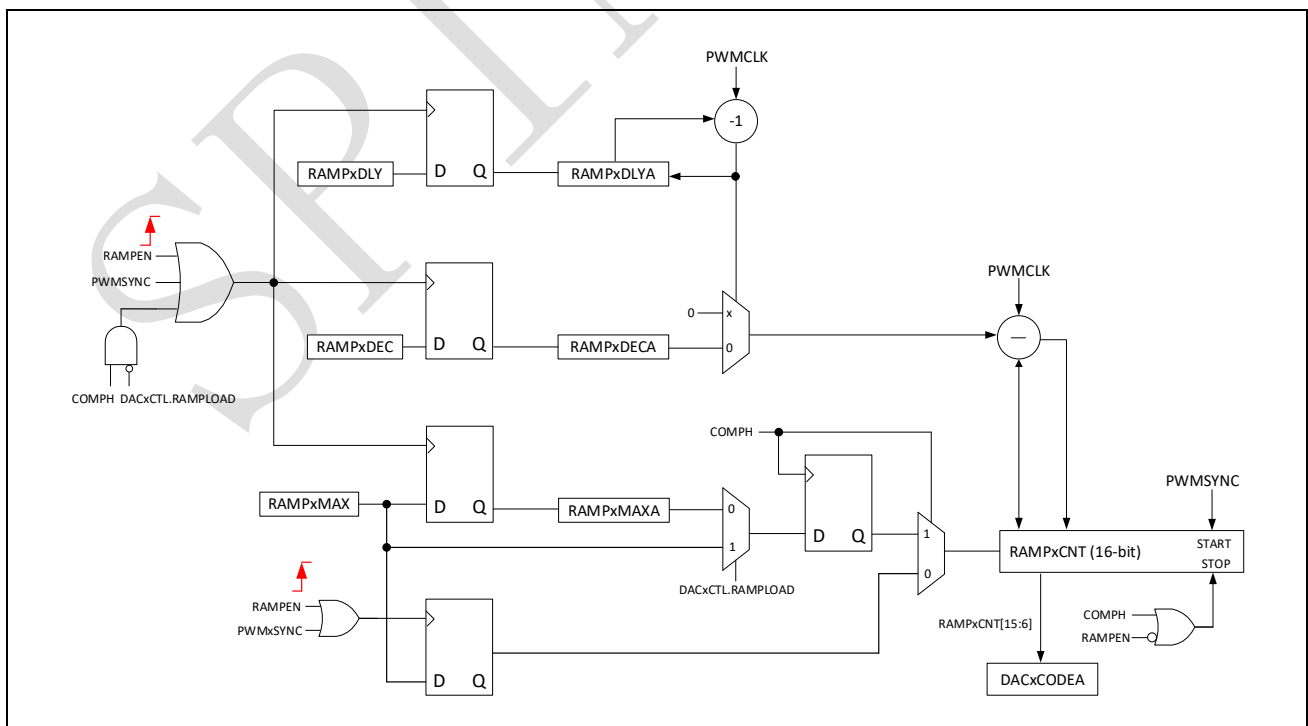 PWMCLK
-1
D Q
RAMPxDLY
RAMPxDLYA
RAMPEN
PWMSYNC
PWMCLK
0
x
—
D Q
RAMPxDEC
RAMPxDECA
0
COMPH DACxCTL.RAMPLOAD
COMPH
PWMSYNC
RAMPxMAX
D Q
RAMPxMAXA
0
1
D Q
1
0
RAMPxCNT (16-bit)
START
STOP
DACxCTL.RAMPLOAD
RAMPEN
PWMxSYNC
COMPH
RAMPEN
RAMPxCNT[15:6]
D Q
DACxCODEA